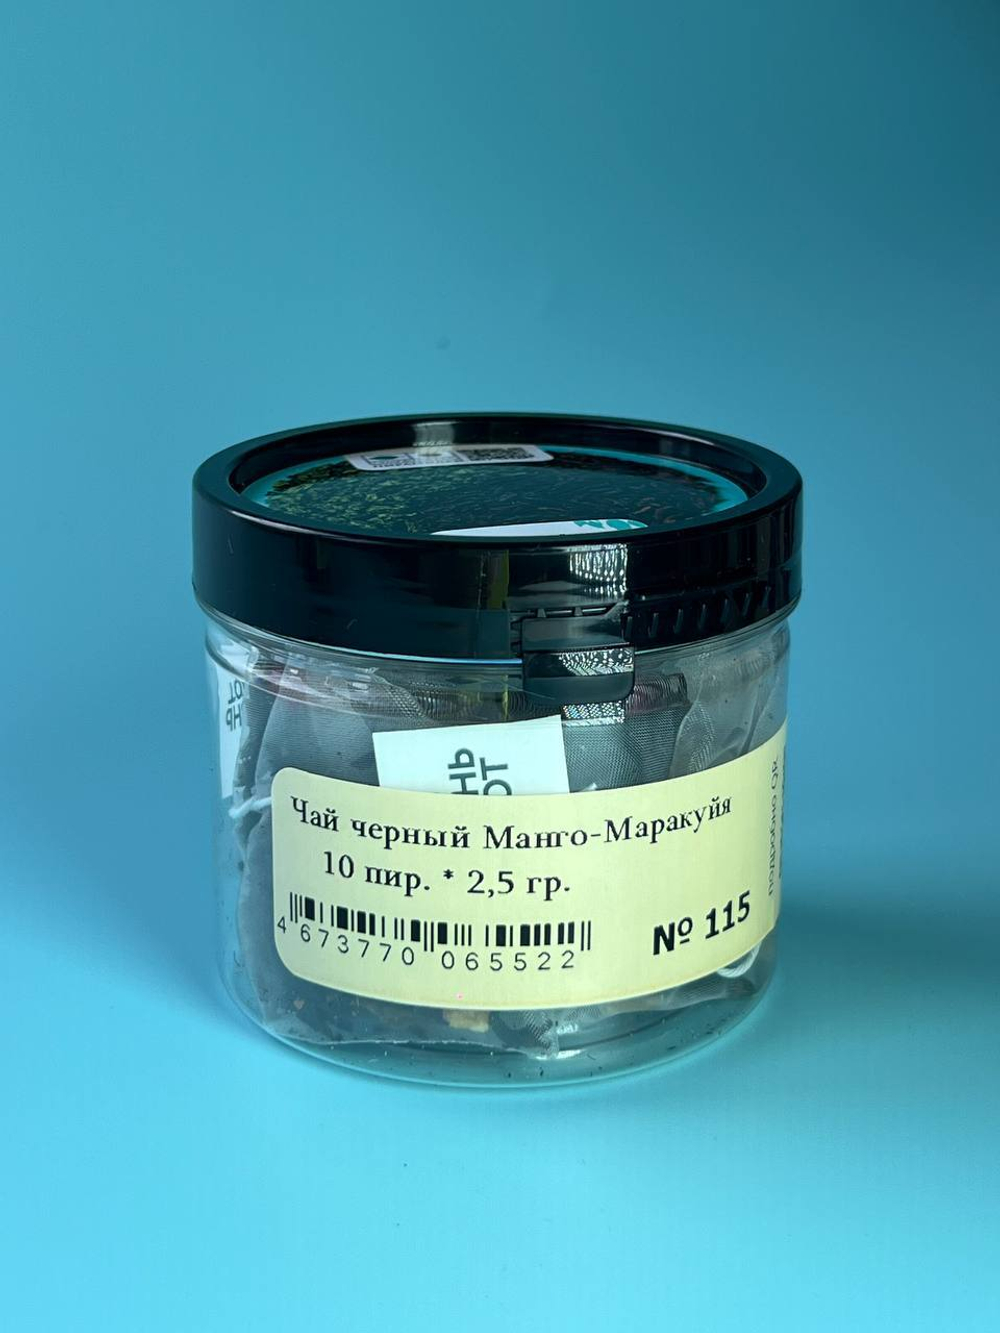 Чай черный Манго-Маракуйя
10 пир. * 2,5 гр.
4 673770 065522
№ 115